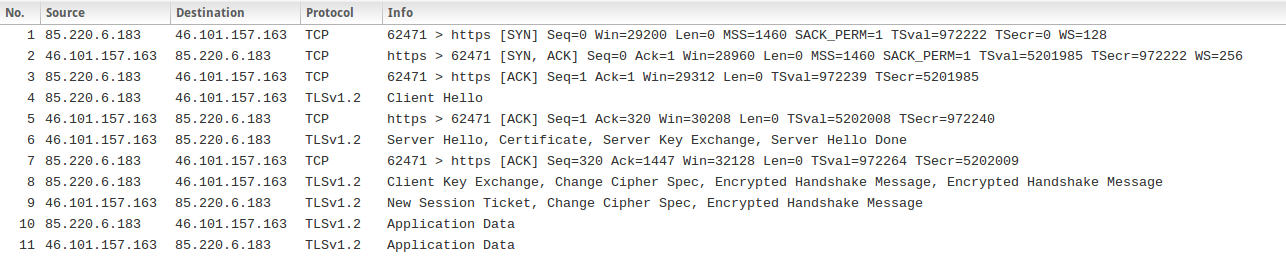 No. Source Destination Protocol Info
1 85.220.6.183 46.101.157.163 TCP 62471 > https [SYN] Seq=0 Win=29200 Len=0 MSS=1460 SACK_PERM=1 TSval=972222 TSecr=0 WS=128
2 46.101.157.163 85.220.6.183 TCP https > 62471 [SYN, ACK] Seq=0 Ack=1 Win=28960 Len=0 MSS=1460 SACK_PERM=1 TSval=5201985 TSecr=972222 WS=256
3 85.220.6.183 46.101.157.163 TCP 62471 > https [ACK] Seq=1 Ack=1 Win=29312 Len=0 TSval=972239 TSecr=5201985
4 85.220.6.183 46.101.157.163 TLSv1.2 Client Hello
5 46.101.157.163 85.220.6.183 TCP https > 62471 [ACK] Seq=1 Ack=320 Win=30208 Len=0 TSval=5202008 TSecr=972240
6 46.101.157.163 85.220.6.183 TLSv1.2 Server Hello, Certificate, Server Key Exchange, Server Hello Done
7 85.220.6.183 46.101.157.163 TCP 62471 > https [ACK] Seq=320 Ack=1447 Win=32128 Len=0 TSval=972264 TSecr=5202009
8 85.220.6.183 46.101.157.163 TLSv1.2 Client Key Exchange, Change Cipher Spec, Encrypted Handshake Message, Encrypted Handshake Message
9 46.101.157.163 85.220.6.183 TLSv1.2 New Session Ticket, Change Cipher Spec, Encrypted Handshake Message
10 85.220.6.183 46.101.157.163 TLSv1.2 Application Data
11 46.101.157.163 85.220.6.183 TLSv1.2 Application Data